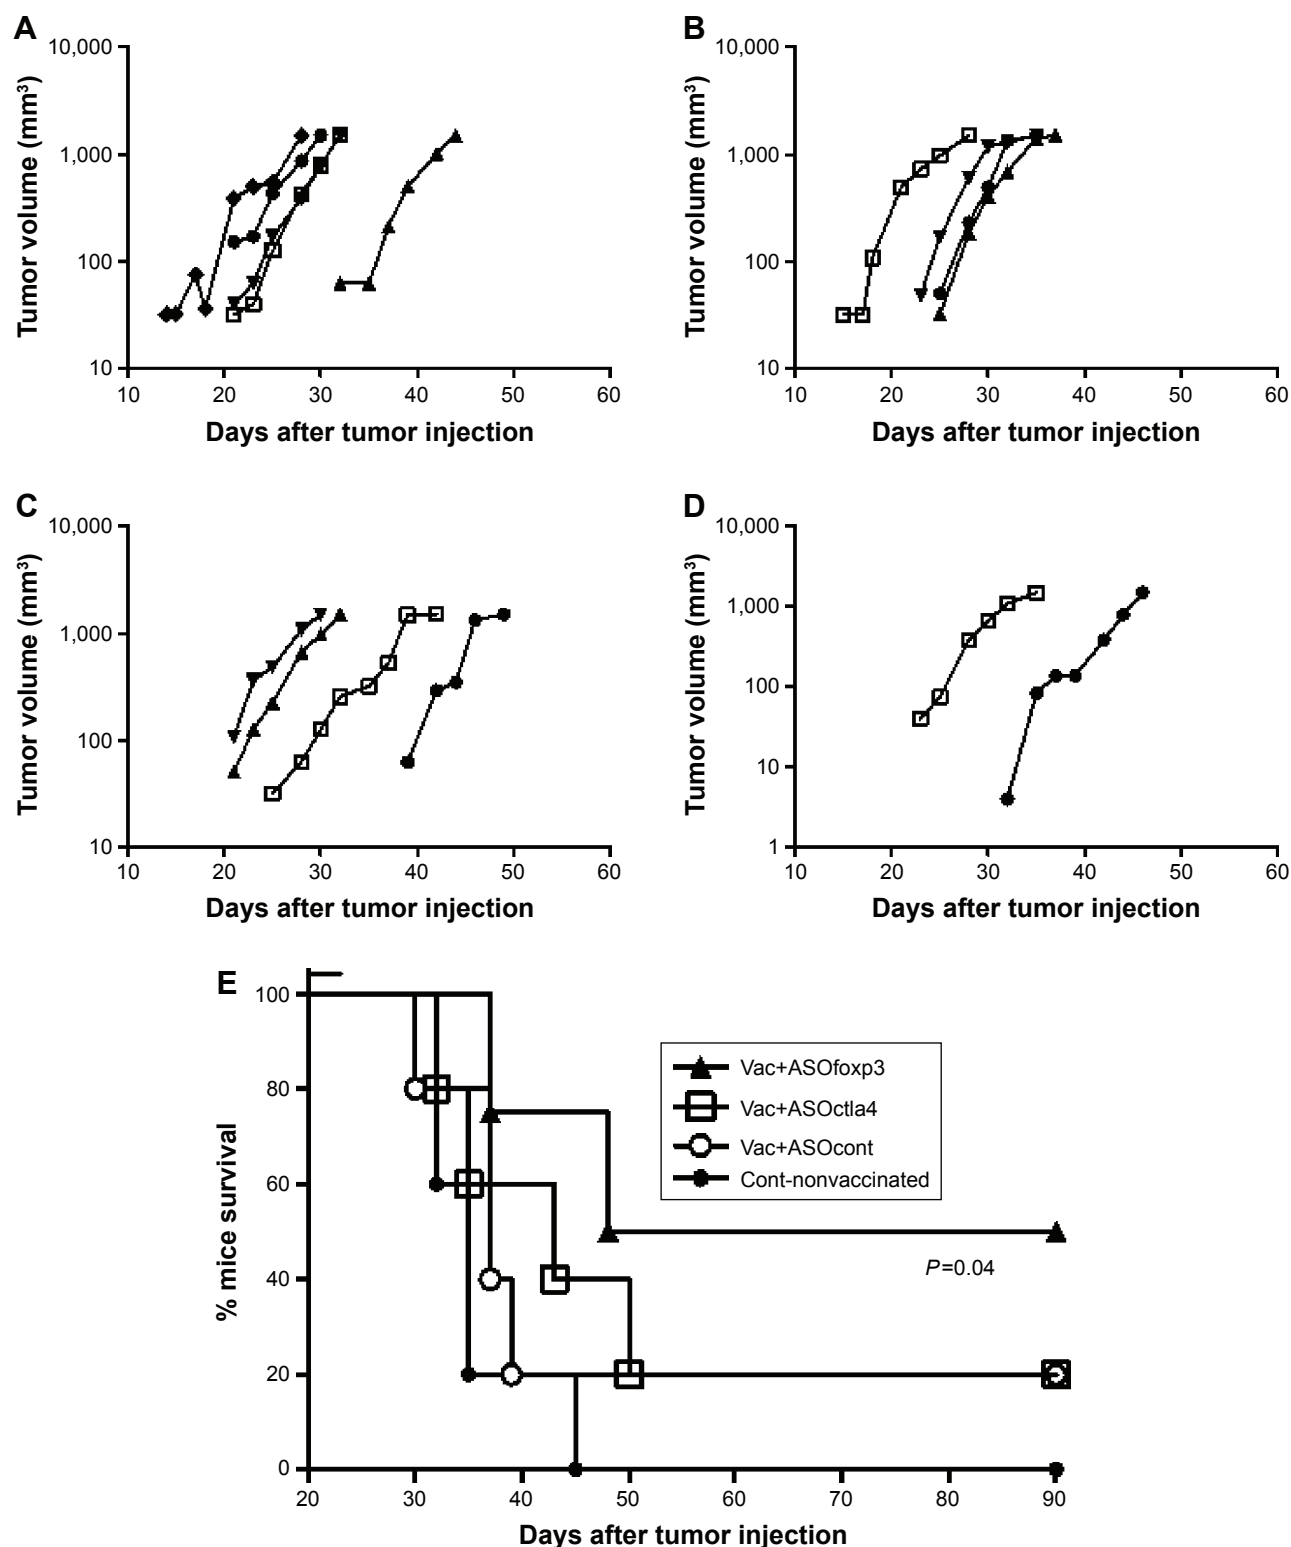 A
10,000
1,000
100
10
Tumor volume (mm³)
10 20 30 40 50 60
Days after tumor injection
B
10,000
1,000
100
10
Tumor volume (mm³)
10 20 30 40 50 60
Days after tumor injection
C
10,000
1,000
100
10
Tumor volume (mm³)
10 20 30 40 50 60
Days after tumor injection
D
10,000
1,000
100
10
1
Tumor volume (mm³)
10 20 30 40 50 60
Days after tumor injection
E
100
80
60
40
20
0
% mice survival
Vac+ASOfoxp3
Vac+ASOctla4
Vac+ASOcont
Cont-nonvaccinated
P=0.04
20 30 40 50 60 70 80 90
Days after tumor injection